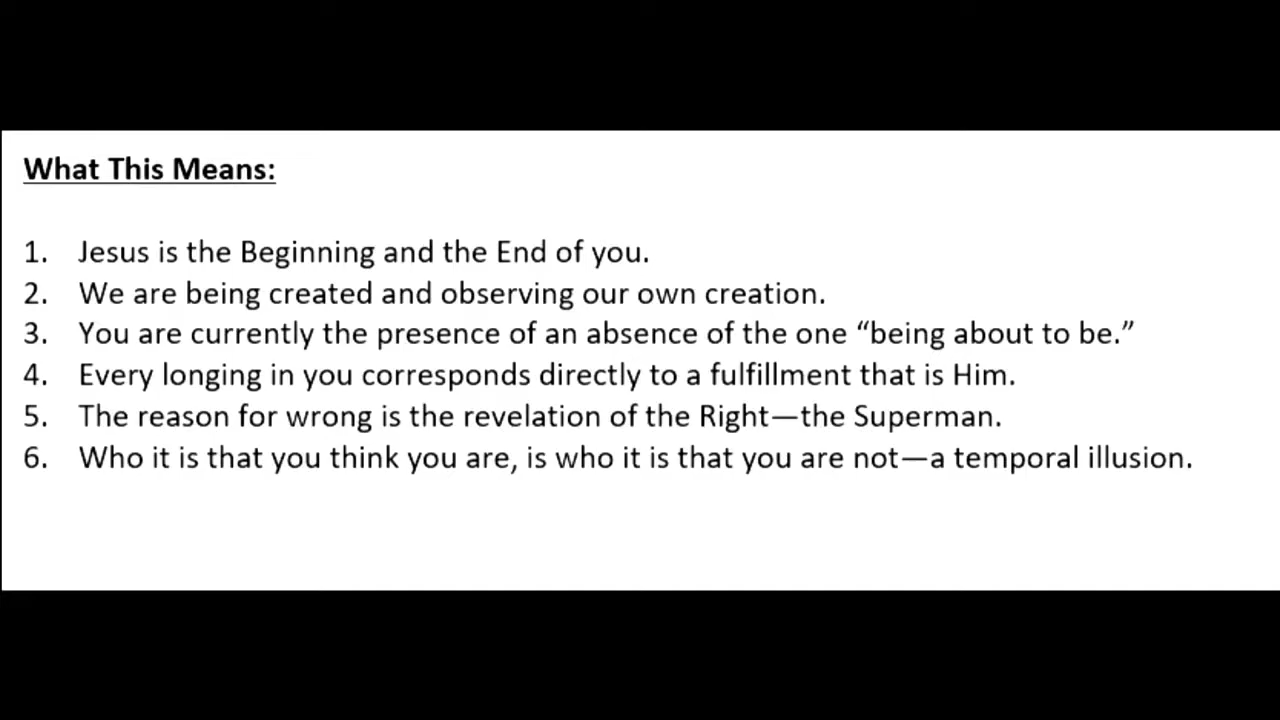 What This Means:
1. Jesus is the Beginning and the End of you.
2. We are being created and observing our own creation.
3. You are currently the presence of an absence of the one “being about to be.”
4. Every longing in you corresponds directly to a fulfillment that is Him.
5. The reason for wrong is the revelation of the Right—the Superman.
6. Who it is that you think you are, is who it is that you are not—a temporal illusion.